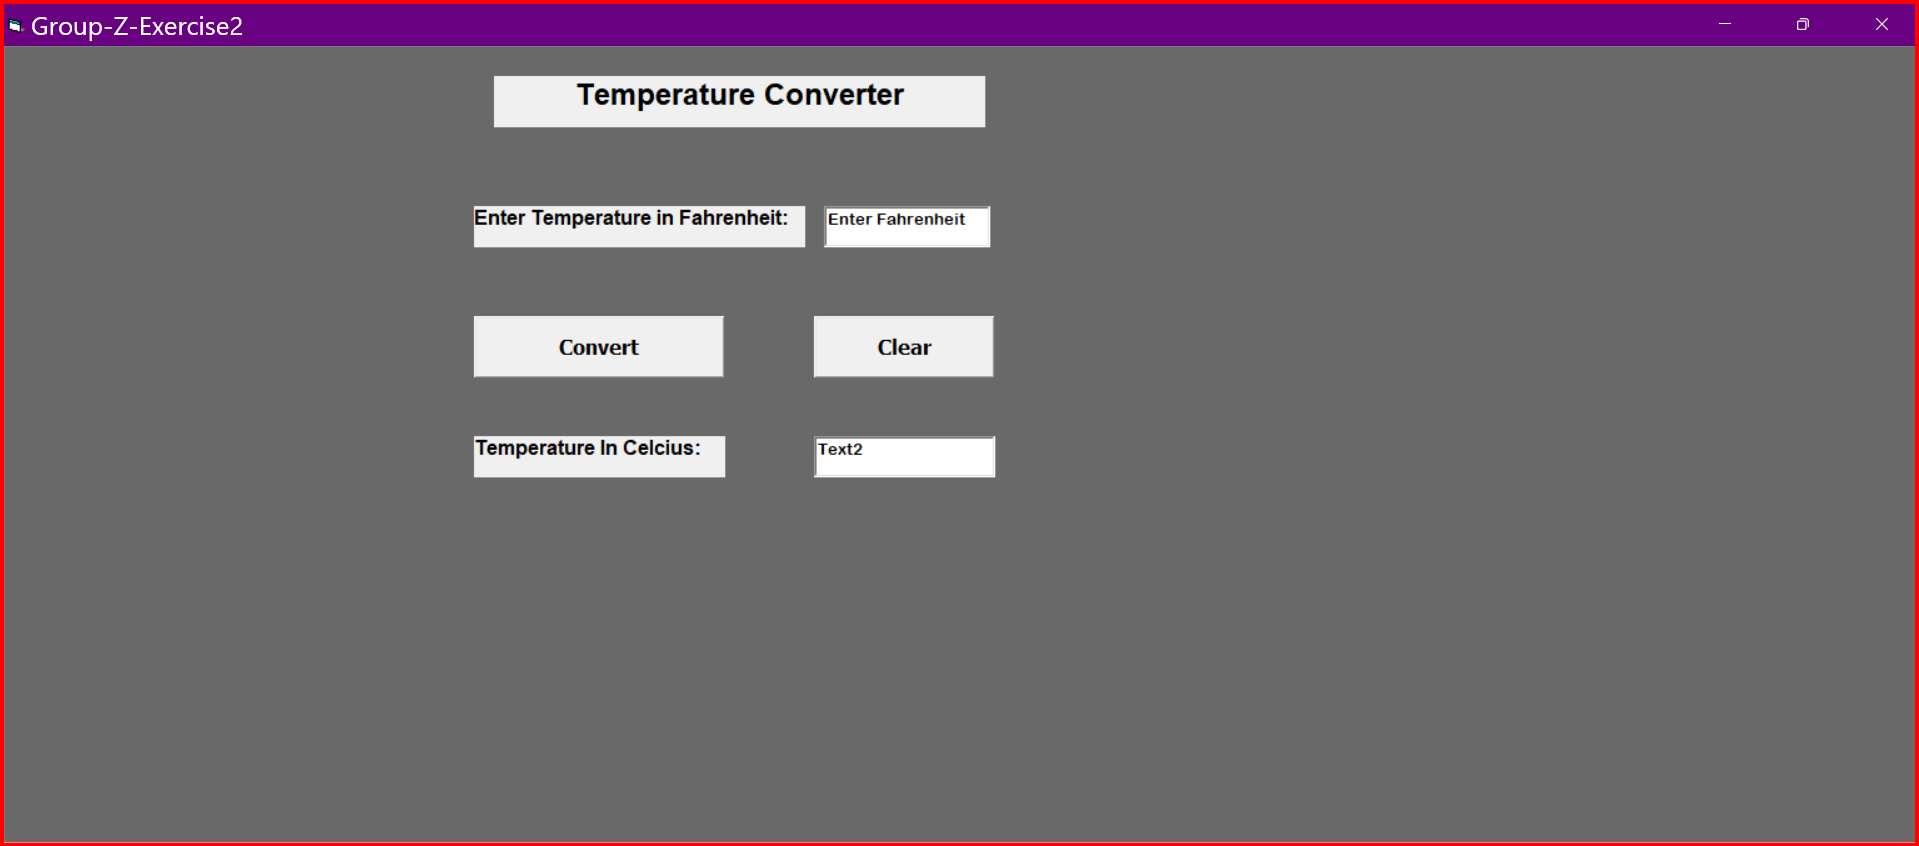 Group-Z-Exercise2
Temperature Converter
Enter Temperature in Fahrenheit:
Enter Fahrenheit
Convert
Clear
Temperature In Celcius:
Text2